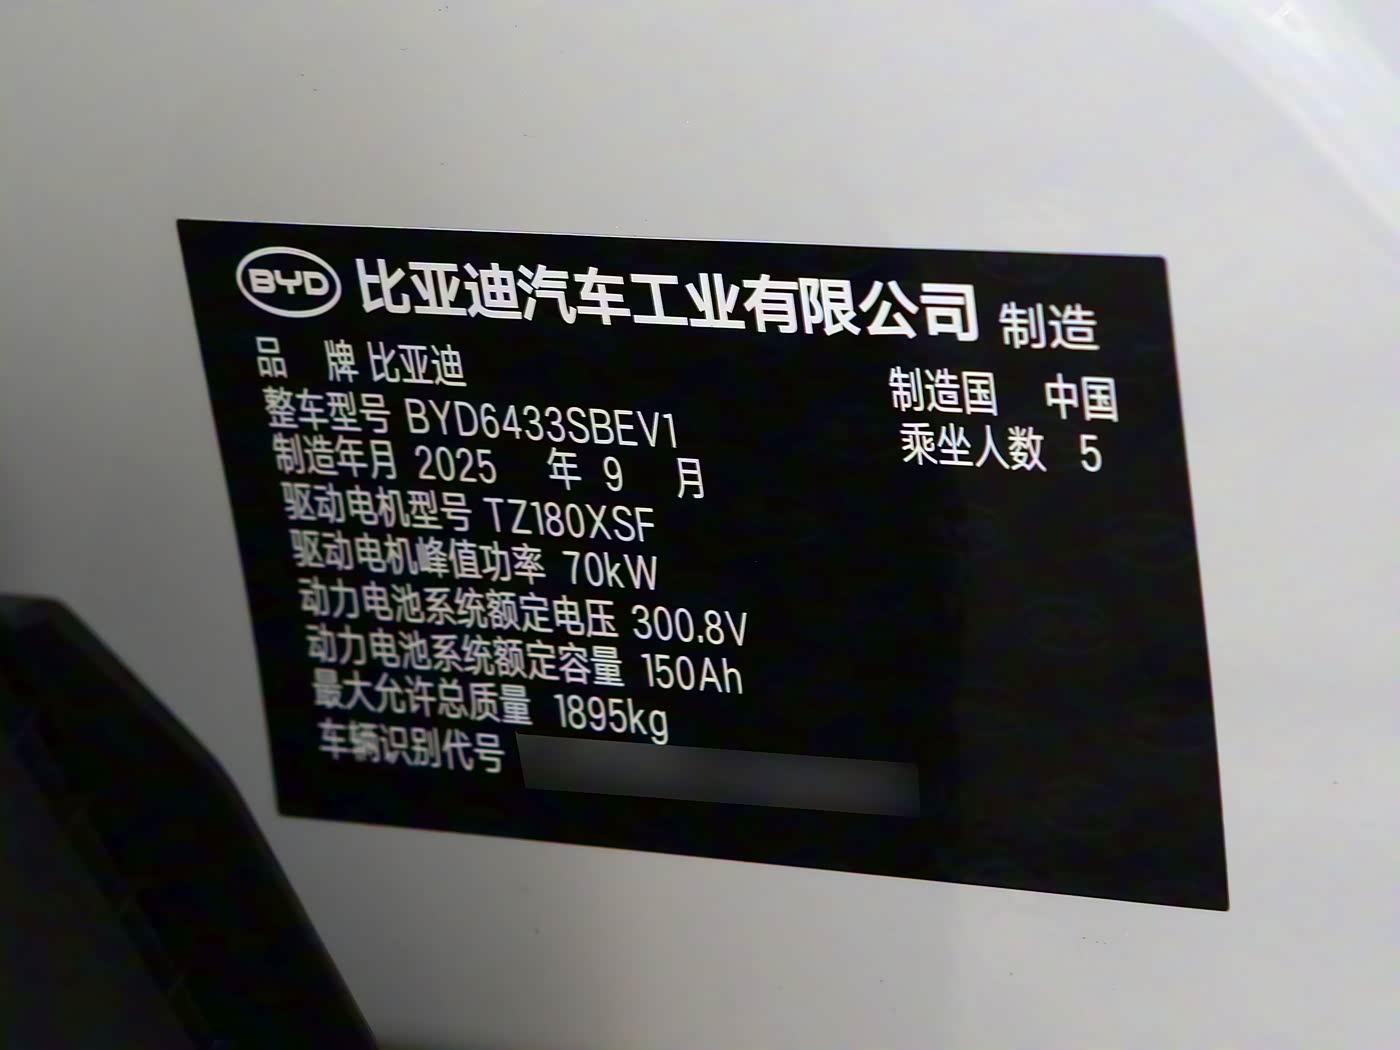 BYD 比亚迪汽车工业有限公司 制造
品 牌 比亚迪 制造国 中国
整车型号 BYD6433SBEV1 乘坐人数 5
制造年月 2025 年 9 月
驱动电机型号 TZ180XSF
驱动电机峰值功率 70kW
动力电池系统额定电压 300.8V
动力电池系统额定容量 150Ah
最大允许总质量 1895kg
车辆识别代号